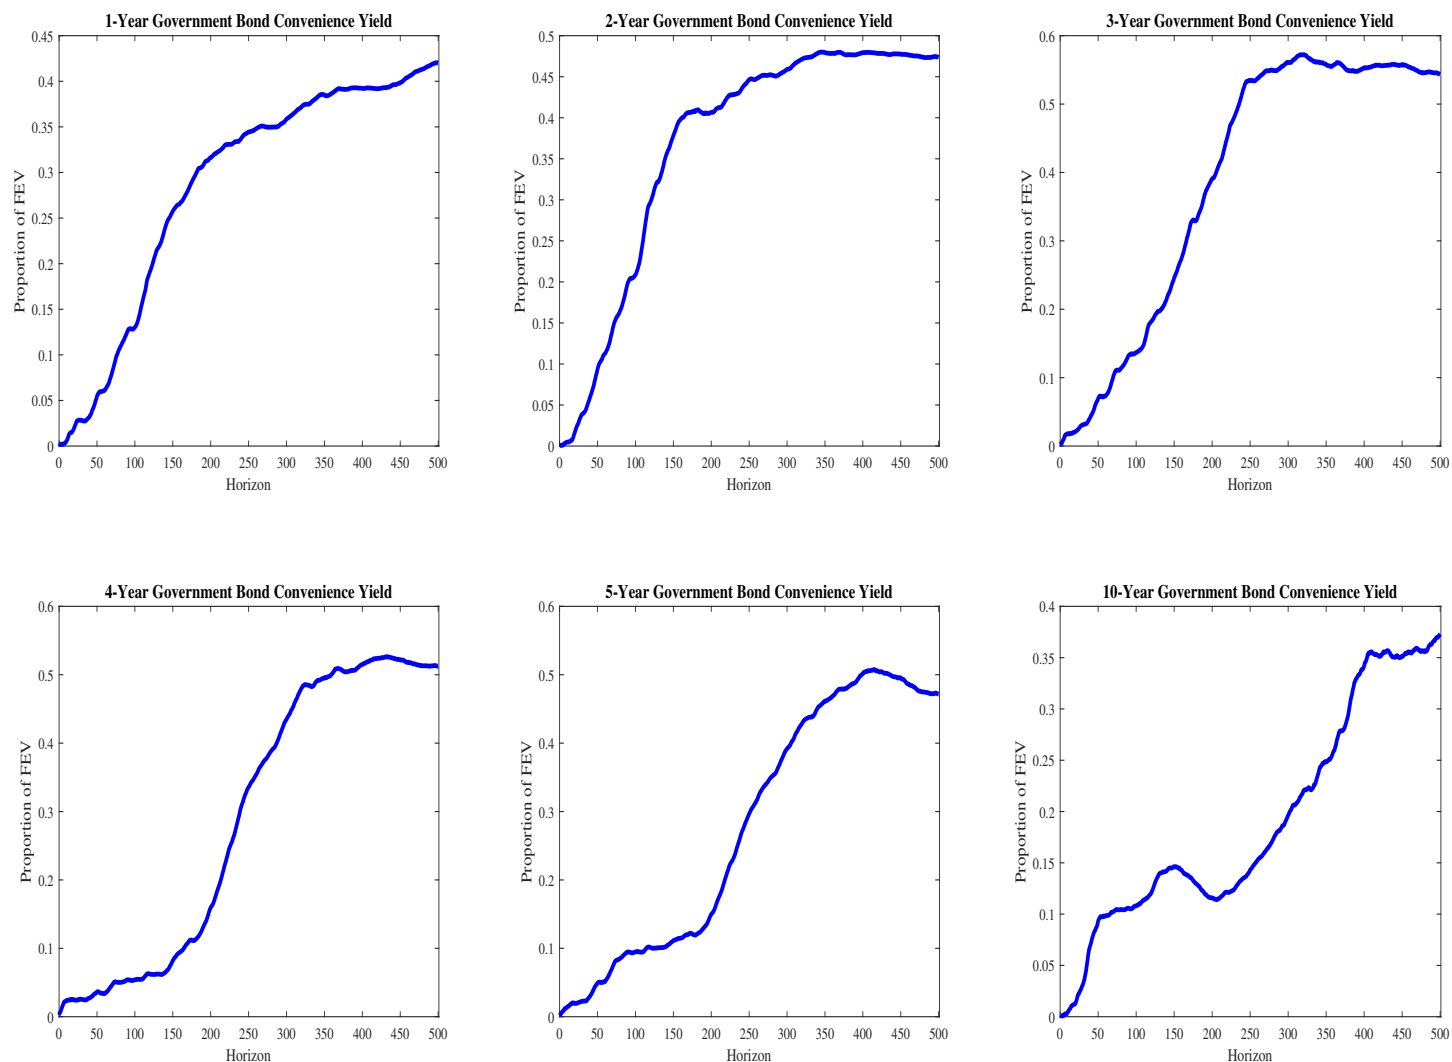 1-Year Government Bond Convenience Yield
0.45
0.4
0.35
0.3
0.25
0.2
0.15
0.1
0.05
0
Proportion of FEV
0 50 100 150 200 250 300 350 400 450 500
Horizon
2-Year Government Bond Convenience Yield
0.5
0.45
0.4
0.35
0.3
0.25
0.2
0.15
0.1
0.05
0
Proportion of FEV
0 50 100 150 200 250 300 350 400 450 500
Horizon
3-Year Government Bond Convenience Yield
0.6
0.5
0.4
0.3
0.2
0.1
0
Proportion of FEV
0 50 100 150 200 250 300 350 400 450 500
Horizon
4-Year Government Bond Convenience Yield
0.6
0.5
0.4
0.3
0.2
0.1
0
Proportion of FEV
0 50 100 150 200 250 300 350 400 450 500
Horizon
5-Year Government Bond Convenience Yield
0.6
0.5
0.4
0.3
0.2
0.1
0
Proportion of FEV
0 50 100 150 200 250 300 350 400 450 500
Horizon
10-Year Government Bond Convenience Yield
0.4
0.35
0.3
0.25
0.2
0.15
0.1
0.05
0
Proportion of FEV
0 50 100 150 200 250 300 350 400 450 500
Horizon